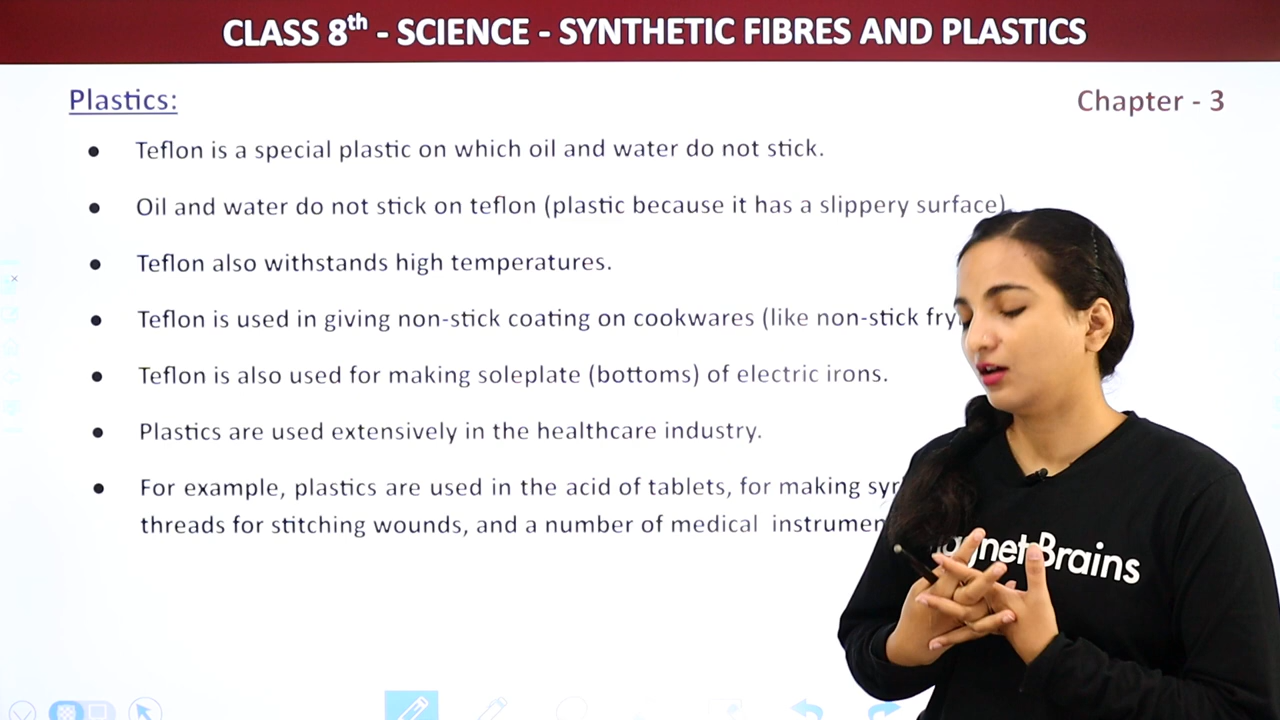 CLASS 8th - SCIENCE - SYNTHETIC FIBRES AND PLASTICS
Plastics:
Chapter - 3
● Teflon is a special plastic on which oil and water do not stick.
● Oil and water do not stick on teflon (plastic because it has a slippery surface)
● Teflon also withstands high temperatures.
● Teflon is used in giving non-stick coating on cookwares (like non-stick
● Teflon is also used for making soleplate (bottoms) of electric irons.
● Plastics are used extensively in the healthcare industry.
● For example, plastics are used in the acid of tablets, for making
threads for stitching wounds, and a number of medical
Magnet Brains